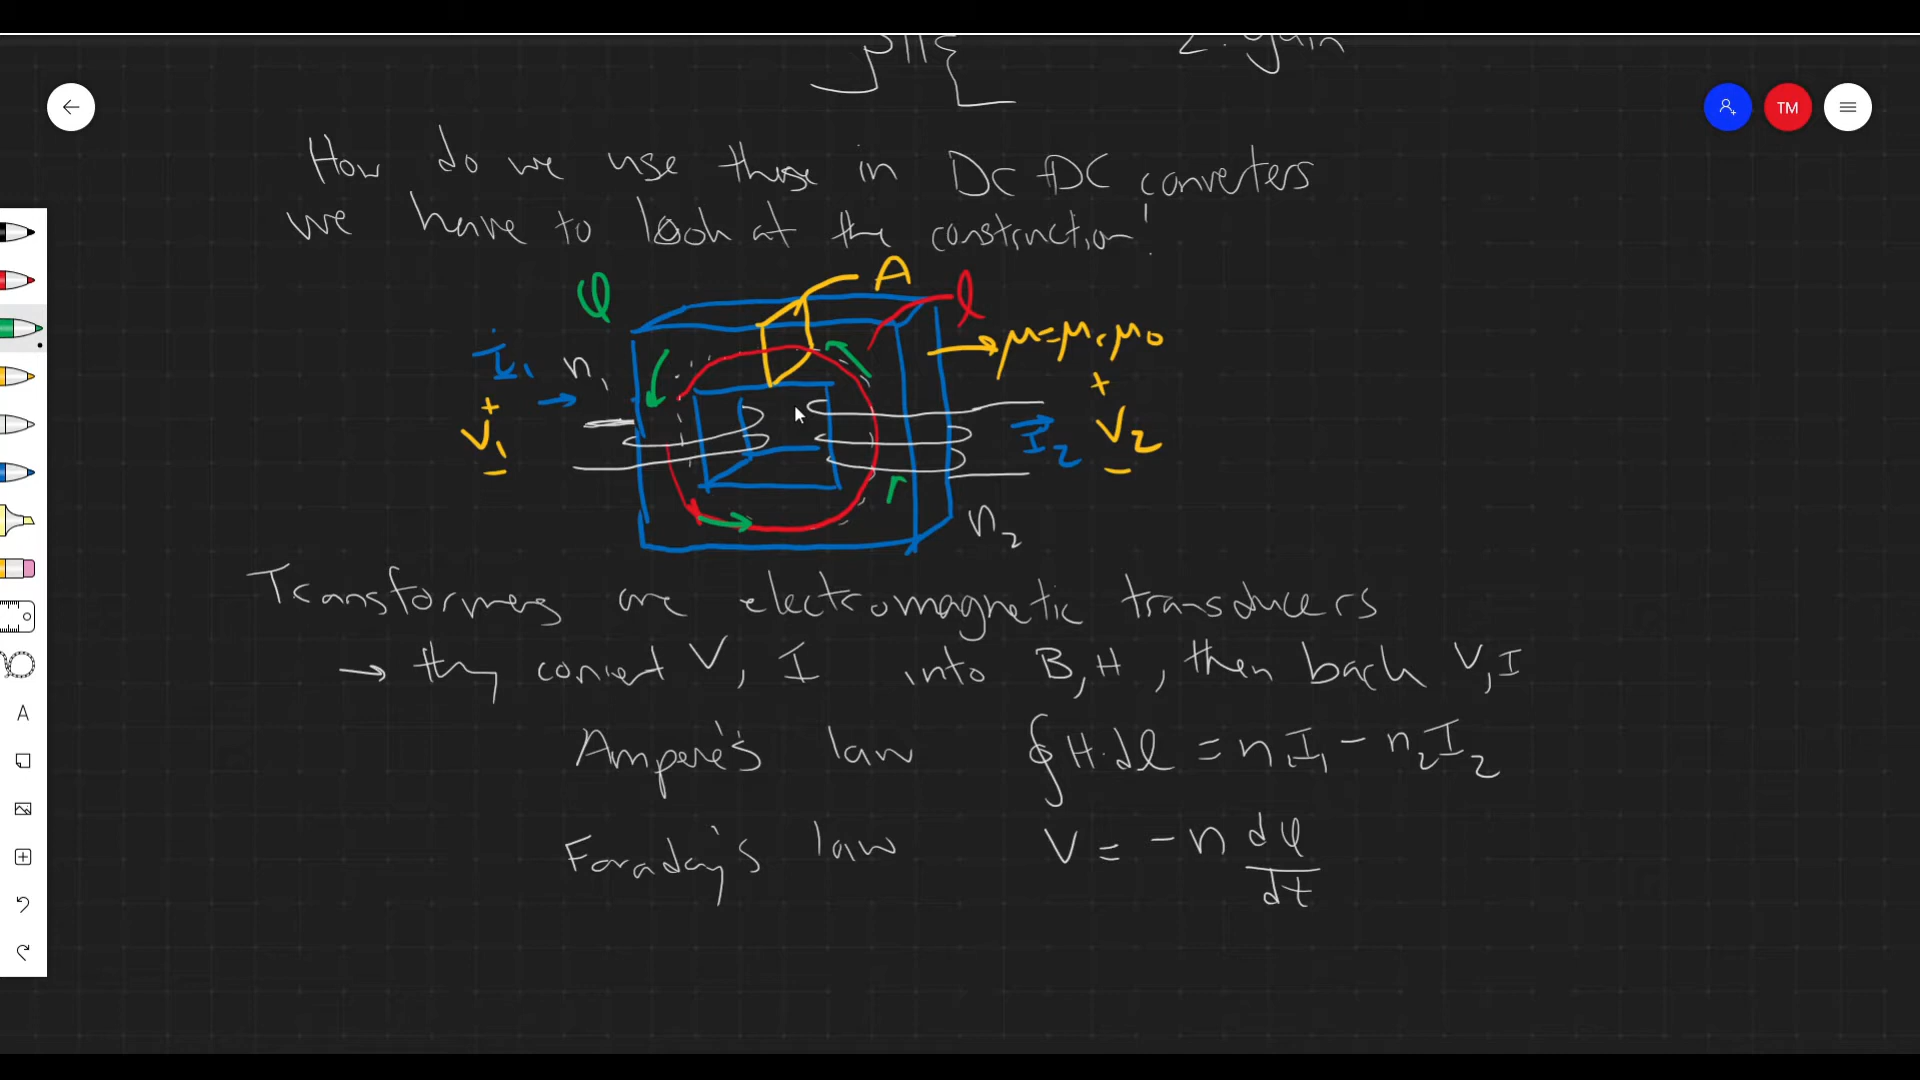 2. gain
TM
How do we use these in DC-DC converters
we have to look at the construction!
φ
A
l
I₁
n₁
μ=μᵣμ₀
+
V₁
−
+
V₂
−
I₂
n₂
Transformers are electromagnetic transducers
→ they convert V, I into B, H, then back V, I
Ampere's law ∮H·dl = n₁I₁ − n₂I₂
Faraday's law V = −n dφ/dt
A